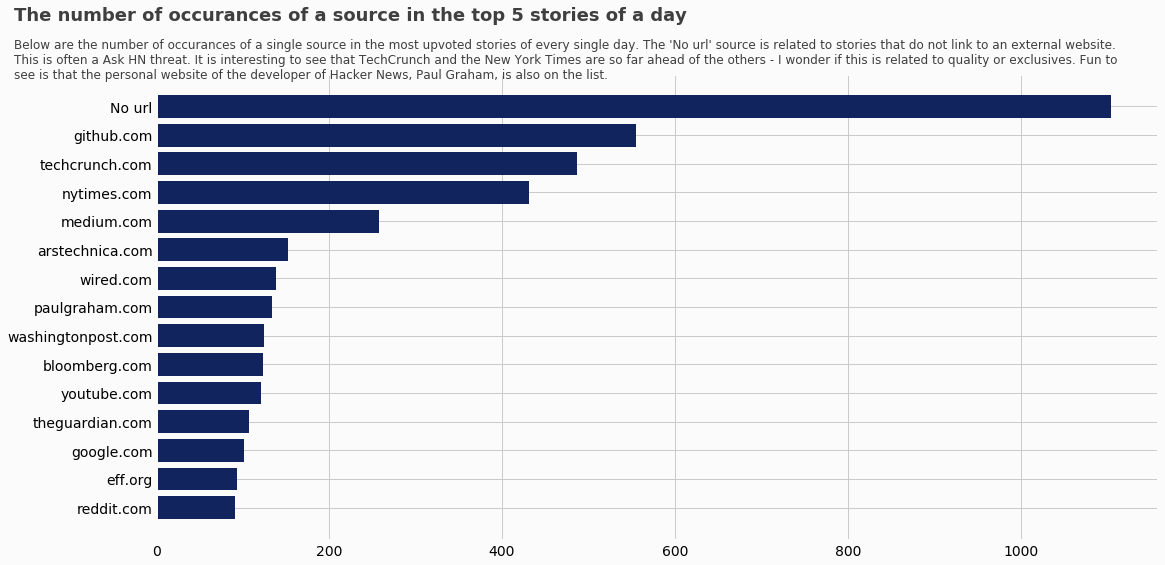 The number of occurances of a source in the top 5 stories of a day
Below are the number of occurances of a single source in the most upvoted stories of every single day. The 'No url' source is related to stories that do not link to an external website.
This is often a Ask HN threat. It is interesting to see that TechCrunch and the New York Times are so far ahead of the others - I wonder if this is related to quality or exclusives. Fun to
see is that the personal website of the developer of Hacker News, Paul Graham, is also on the list.
No url
github.com
techcrunch.com
nytimes.com
medium.com
arstechnica.com
wired.com
paulgraham.com
washingtonpost.com
bloomberg.com
youtube.com
theguardian.com
google.com
eff.org
reddit.com
0 200 400 600 800 1000